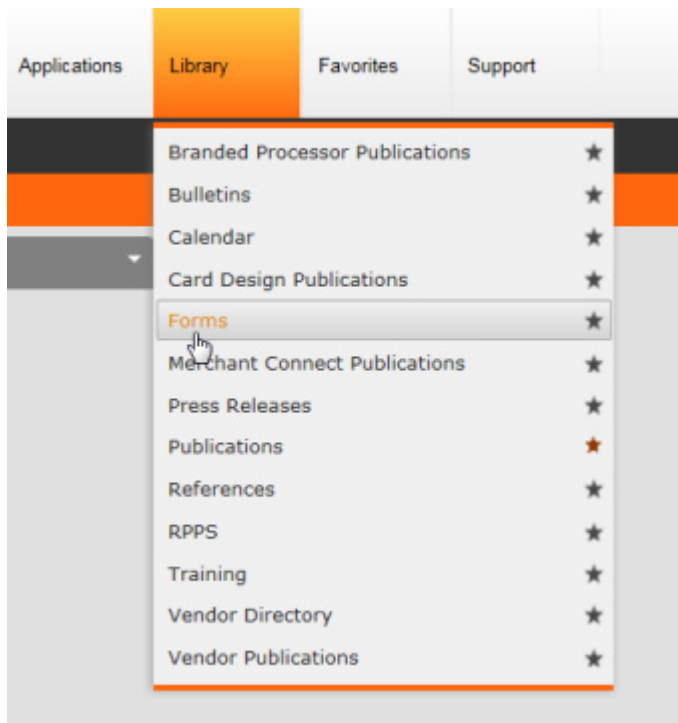 Applications Library Favorites Support
Branded Processor Publications
Bulletins
Calendar
Card Design Publications
Forms
Merchant Connect Publications
Press Releases
Publications
References
RPPS
Training
Vendor Directory
Vendor Publications